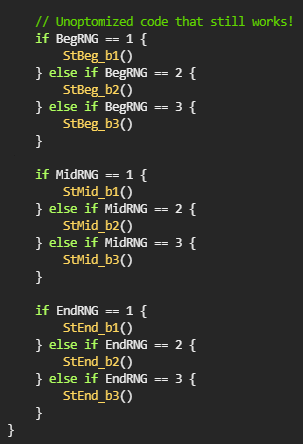 // Unoptomized code that still works!
if BegRNG == 1 {
StBeg_b1()
} else if BegRNG == 2 {
StBeg_b2()
} else if BegRNG == 3 {
StBeg_b3()
}
if MidRNG == 1 {
StMid_b1()
} else if MidRNG == 2 {
StMid_b2()
} else if MidRNG == 3 {
StMid_b3()
}
if EndRNG == 1 {
StEnd_b1()
} else if EndRNG == 2 {
StEnd_b2()
} else if EndRNG == 3 {
StEnd_b3()
}
}